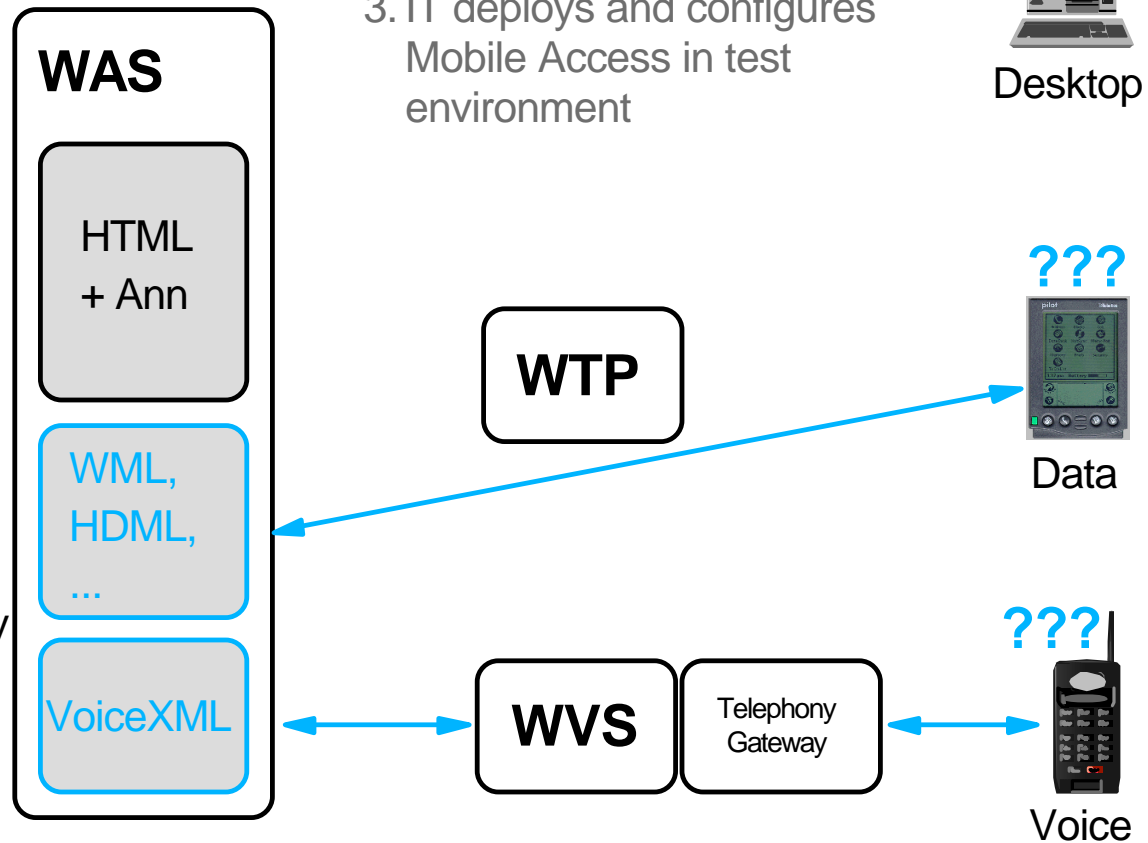 3. IT deploys and configures
Mobile Access in test
environment
WAS
Desktop
HTML
+ Ann
???
pilot
WTP
Data
WML,
HDML,
...
???
VoiceXML
WVS
Telephony
Gateway
Voice